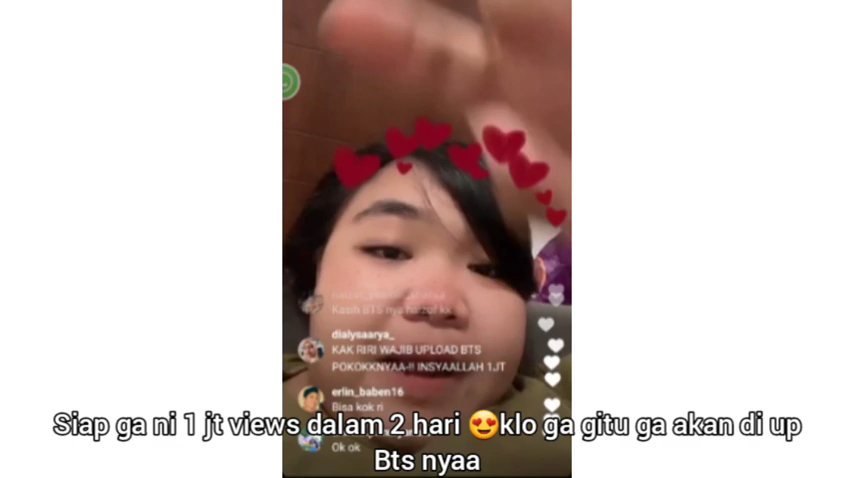 Kasih BTS nya
dialysaarya_
KAK RIRI WAJIB UPLOAD BTS
POKOKKNYAA-!! INSYAALLAH 1JT
erlin_baben16
Bisa kok ri
Ok ok
Siap ga ni 1 jt views dalam 2 hari 😍klo ga gitu ga akan di up
Bts nyaa